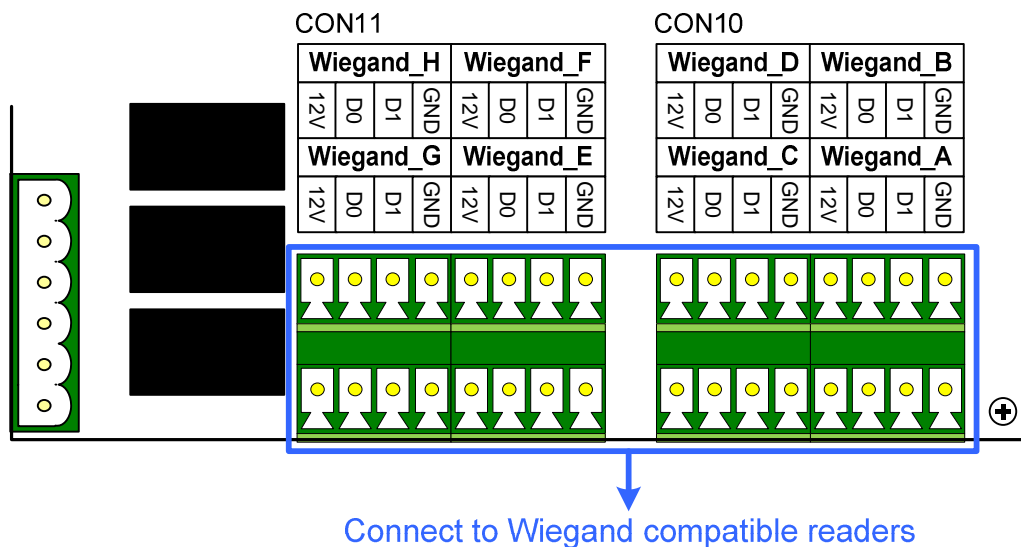 CON11 CON10
Wiegand_H Wiegand_F Wiegand_D Wiegand_B
12V D0 D1 GND 12V D0 D1 GND 12V D0 D1 GND 12V D0 D1 GND
Wiegand_G Wiegand_E Wiegand_C Wiegand_A
12V D0 D1 GND 12V D0 D1 GND 12V D0 D1 GND 12V D0 D1 GND
Connect to Wiegand compatible readers